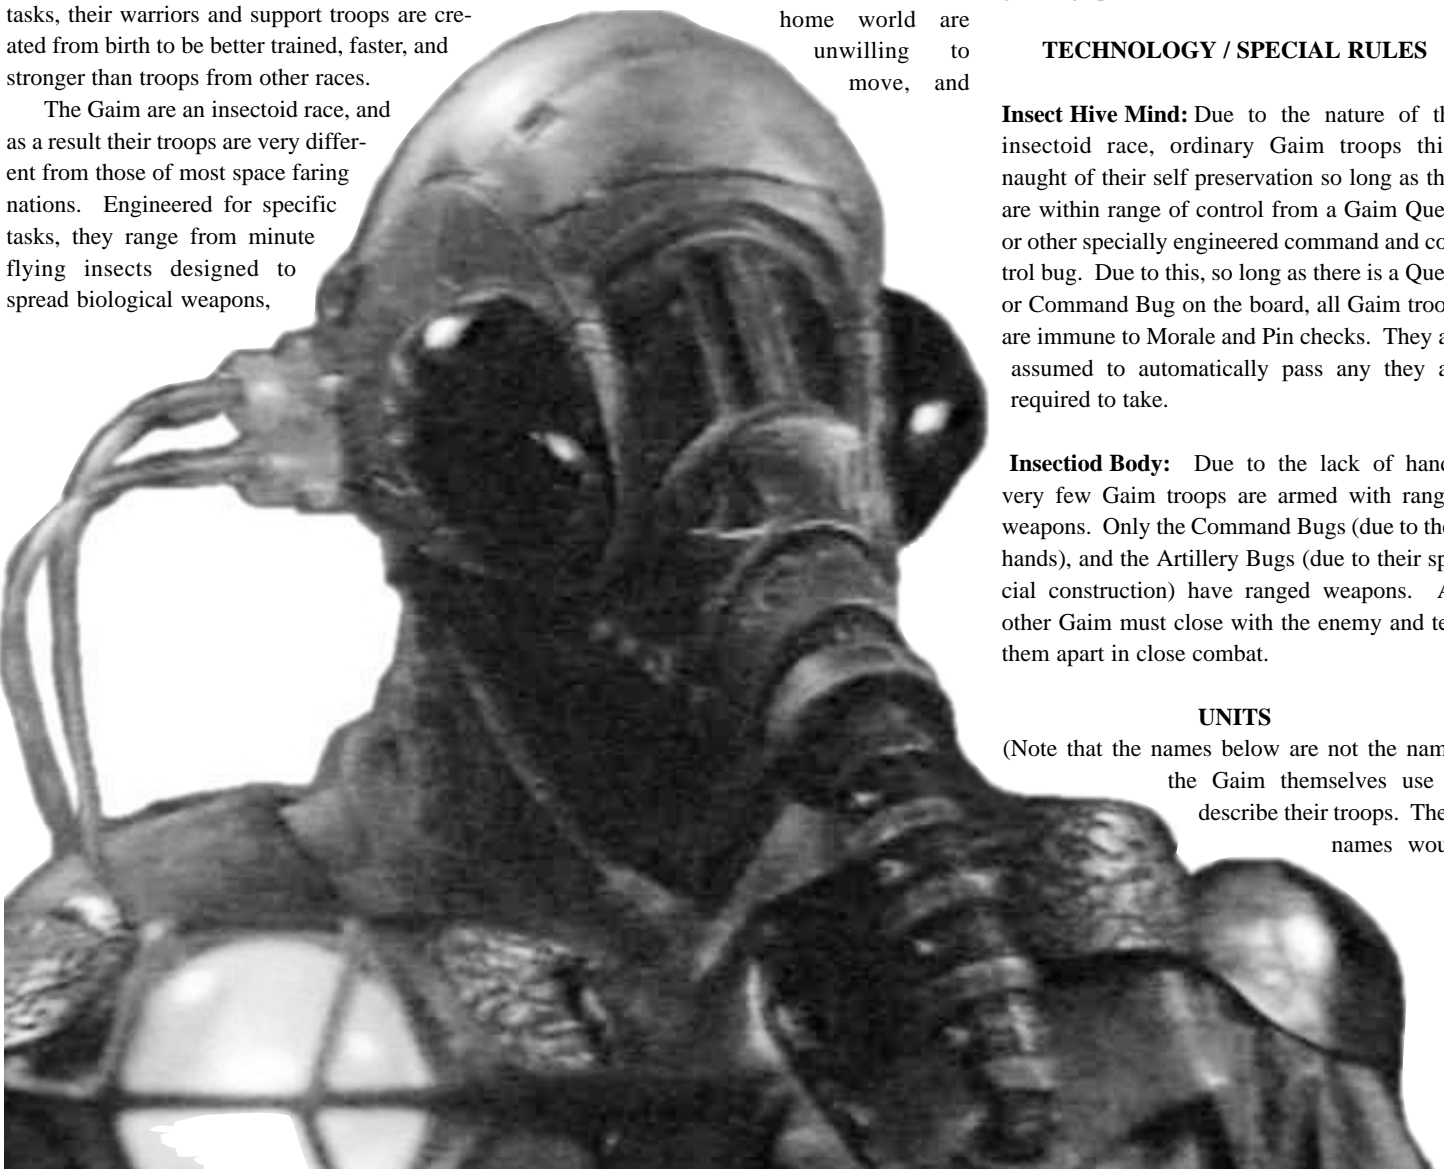 tasks, their warriors and support troops are cre-
ated from birth to be better trained, faster, and
stronger than troops from other races.
The Gaim are an insectoid race, and
as a result their troops are very differ-
ent from those of most space faring
nations. Engineered for specific
tasks, they range from minute
flying insects designed to
spread biological weapons,
home world are
unwilling to
move, and
TECHNOLOGY / SPECIAL RULES
Insect Hive Mind: Due to the nature of th
insectoid race, ordinary Gaim troops thi
naught of their self preservation so long as th
are within range of control from a Gaim Que
or other specially engineered command and co
trol bug. Due to this, so long as there is a Que
or Command Bug on the board, all Gaim troo
are immune to Morale and Pin checks. They a
assumed to automatically pass any they a
required to take.
Insectiod Body: Due to the lack of hand
very few Gaim troops are armed with rang
weapons. Only the Command Bugs (due to the
hands), and the Artillery Bugs (due to their sp
cial construction) have ranged weapons. A
other Gaim must close with the enemy and te
them apart in close combat.
UNITS
(Note that the names below are not the nam
the Gaim themselves use
describe their troops. The
names wou